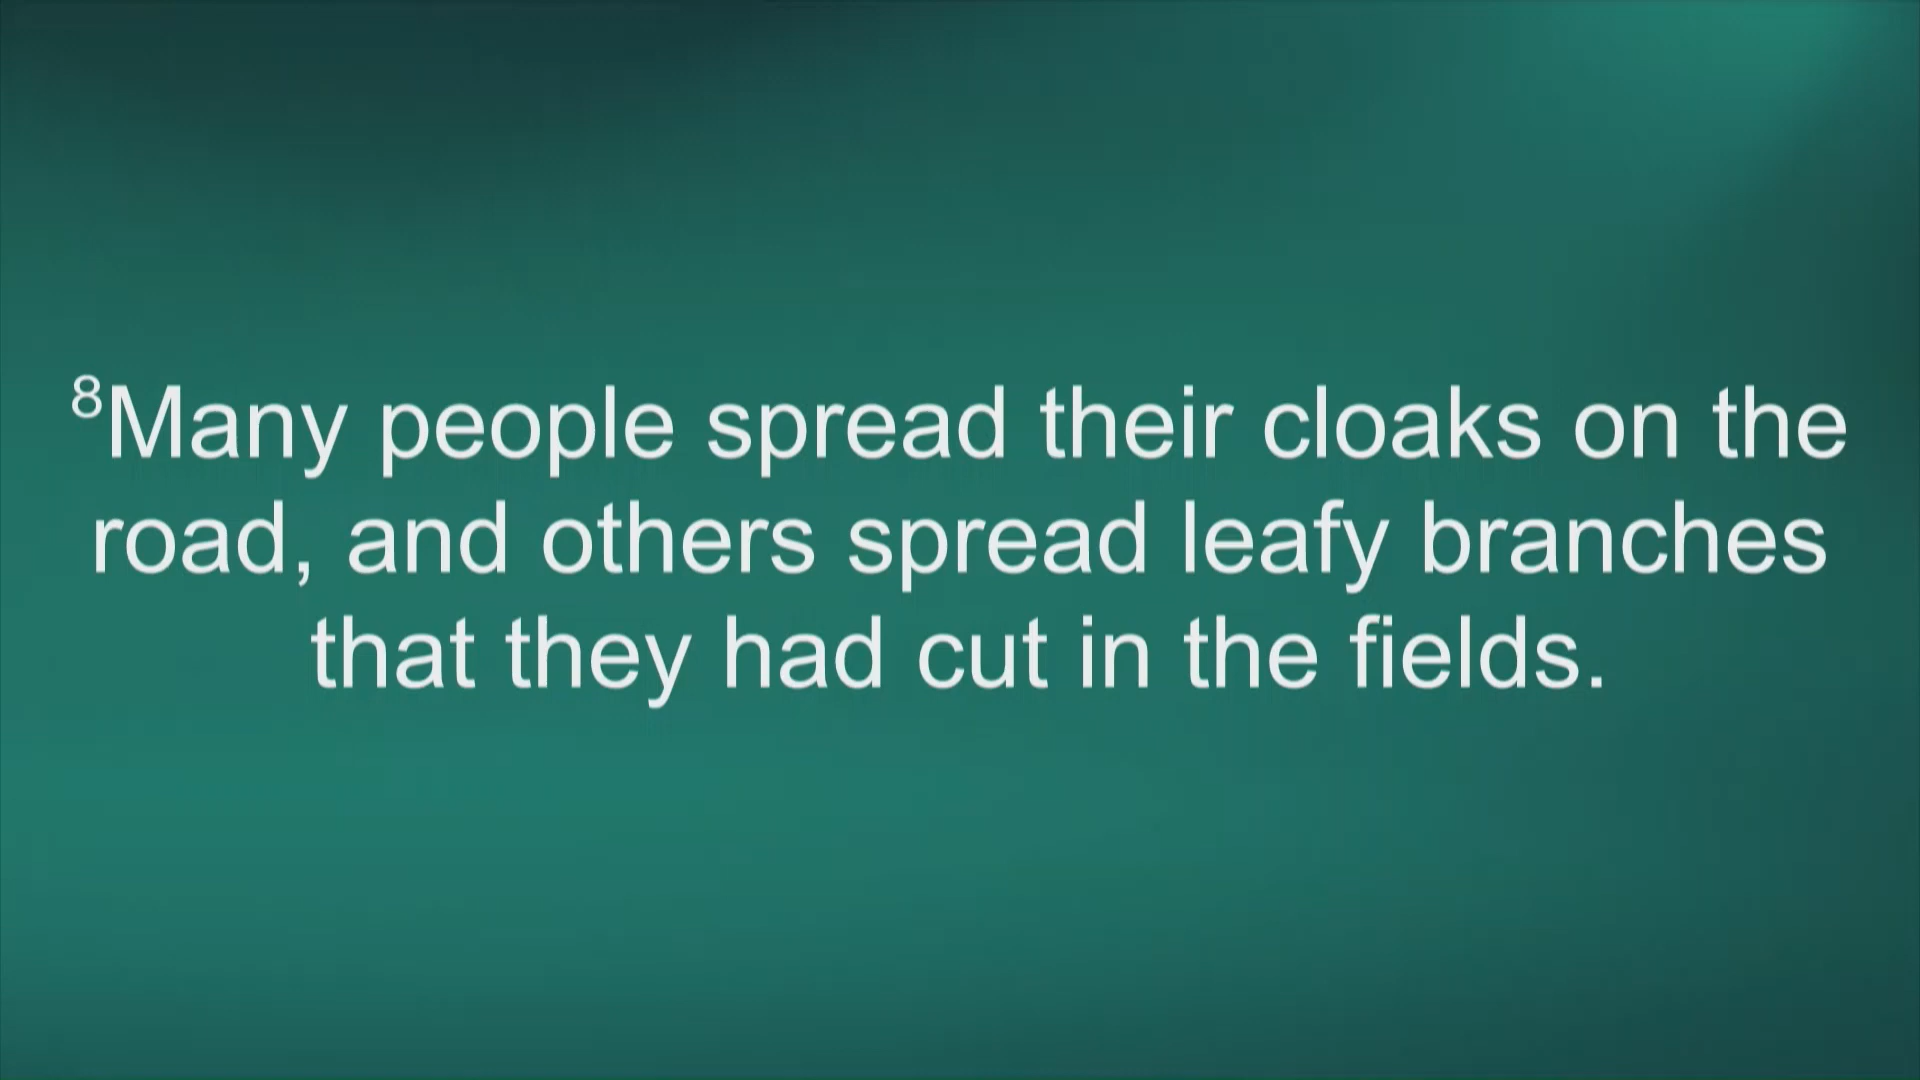 ⁸Many people spread their cloaks on the
road, and others spread leafy branches
that they had cut in the fields.